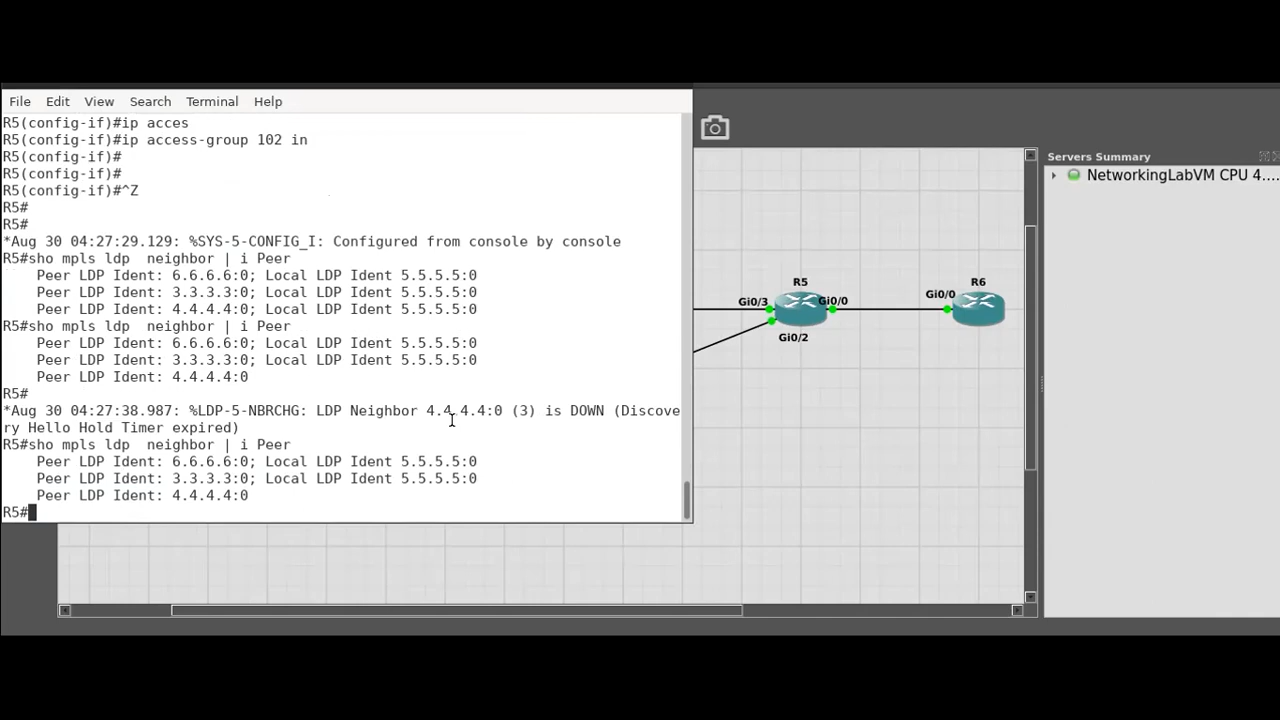 File Edit View Search Terminal Help
R5(config-if)#ip acces
R5(config-if)#ip access-group 102 in
R5(config-if)#
R5(config-if)#
R5(config-if)#^Z
R5#
R5#
*Aug 30 04:27:29.129: %SYS-5-CONFIG_I: Configured from console by console
R5#sho mpls ldp  neighbor | i Peer
    Peer LDP Ident: 6.6.6.6:0; Local LDP Ident 5.5.5.5:0
    Peer LDP Ident: 3.3.3.3:0; Local LDP Ident 5.5.5.5:0
    Peer LDP Ident: 4.4.4.4:0; Local LDP Ident 5.5.5.5:0
R5#sho mpls ldp  neighbor | i Peer
    Peer LDP Ident: 6.6.6.6:0; Local LDP Ident 5.5.5.5:0
    Peer LDP Ident: 3.3.3.3:0; Local LDP Ident 5.5.5.5:0
    Peer LDP Ident: 4.4.4.4:0
R5#
*Aug 30 04:27:38.987: %LDP-5-NBRCHG: LDP Neighbor 4.4.4.4:0 (3) is DOWN (Discove
ry Hello Hold Timer expired)
R5#sho mpls ldp  neighbor | i Peer
    Peer LDP Ident: 6.6.6.6:0; Local LDP Ident 5.5.5.5:0
    Peer LDP Ident: 3.3.3.3:0; Local LDP Ident 5.5.5.5:0
    Peer LDP Ident: 4.4.4.4:0
R5#
R5
R6
Gi0/3
Gi0/0
Gi0/0
Gi0/2
Servers Summary
NetworkingLabVM CPU 4....